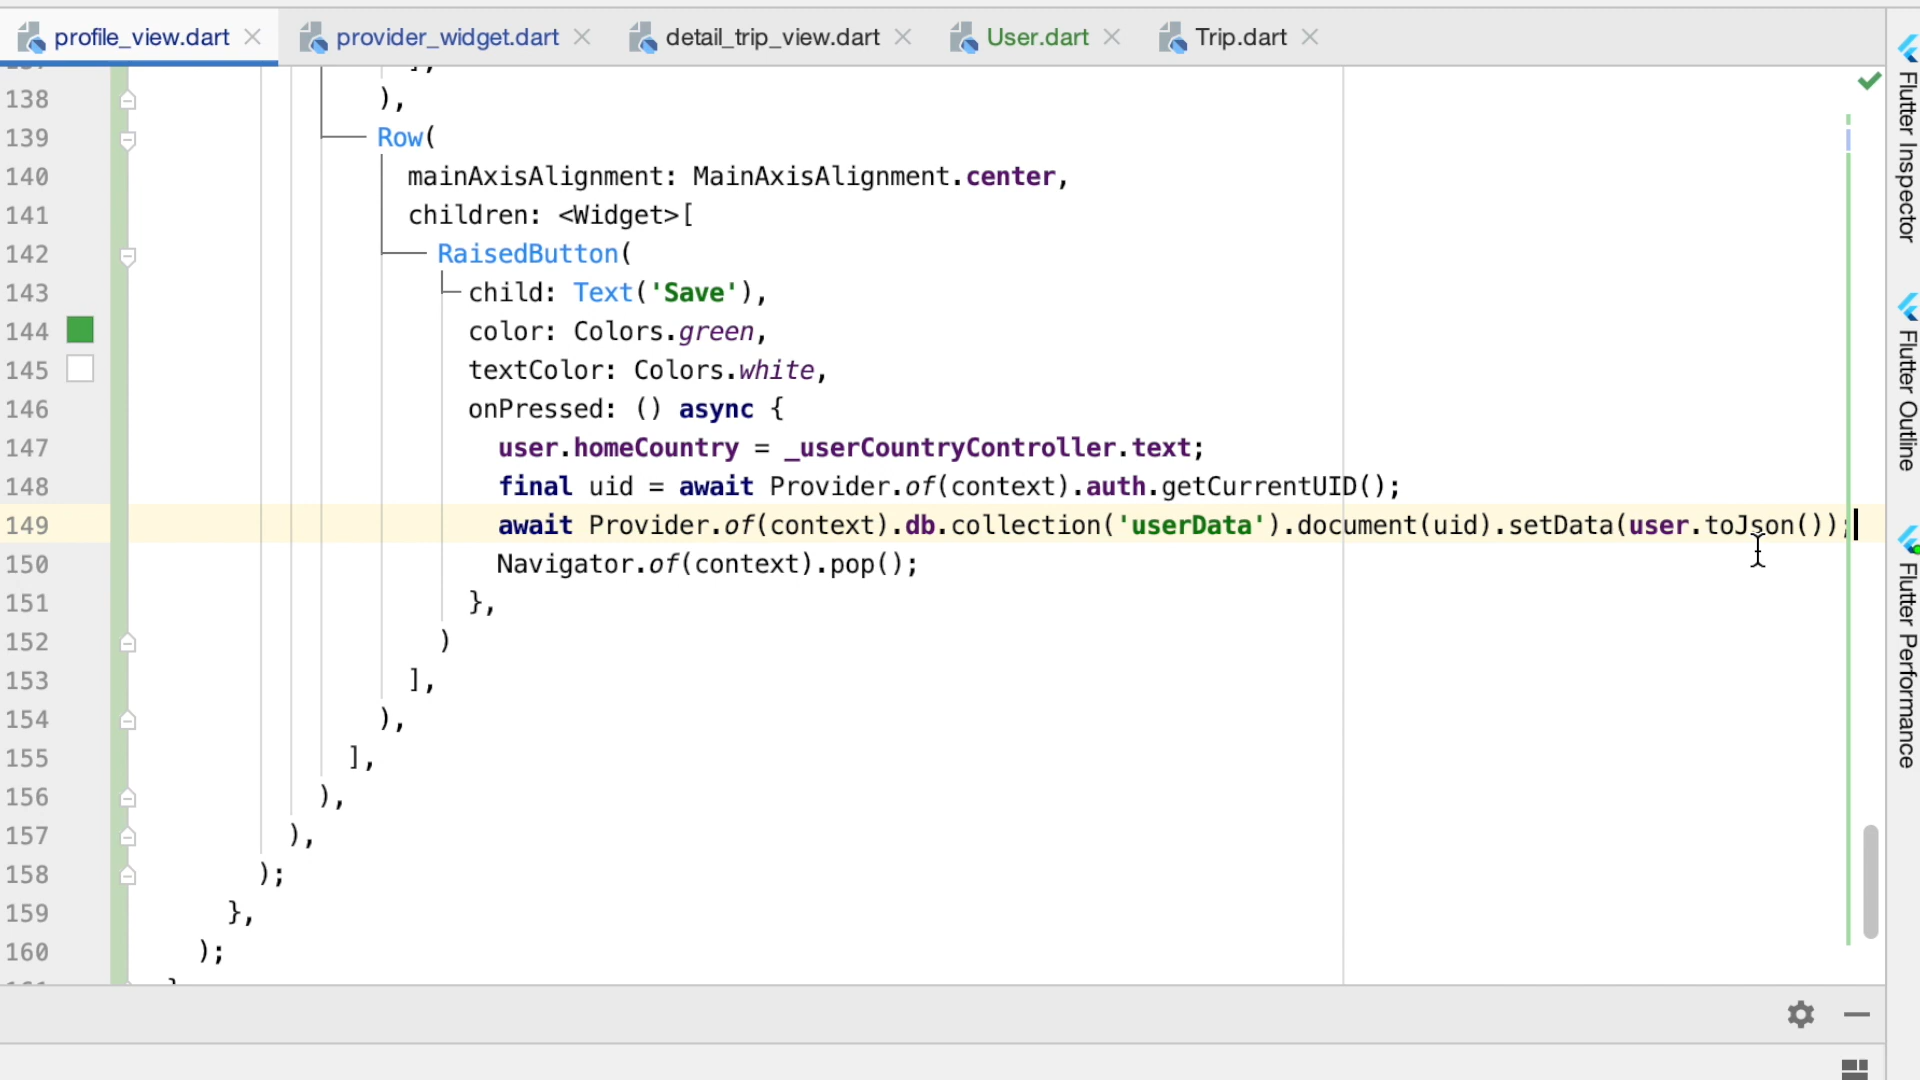 profile_view.dart provider_widget.dart detail_trip_view.dart User.dart Trip.dart
],
138 ),
139 Row(
140 mainAxisAlignment: MainAxisAlignment.center,
141 children: <Widget>[
142 RaisedButton(
143 child: Text('Save'),
144 color: Colors.green,
145 textColor: Colors.white,
146 onPressed: () async {
147 user.homeCountry = _userCountryController.text;
148 final uid = await Provider.of(context).auth.getCurrentUID();
149 await Provider.of(context).db.collection('userData').document(uid).setData(user.toJson());
150 Navigator.of(context).pop();
151 },
152 )
153 ],
154 ),
155 ],
156 ),
157 ),
158 );
159 },
160 );
Flutter Inspector
Flutter Outline
Flutter Performance